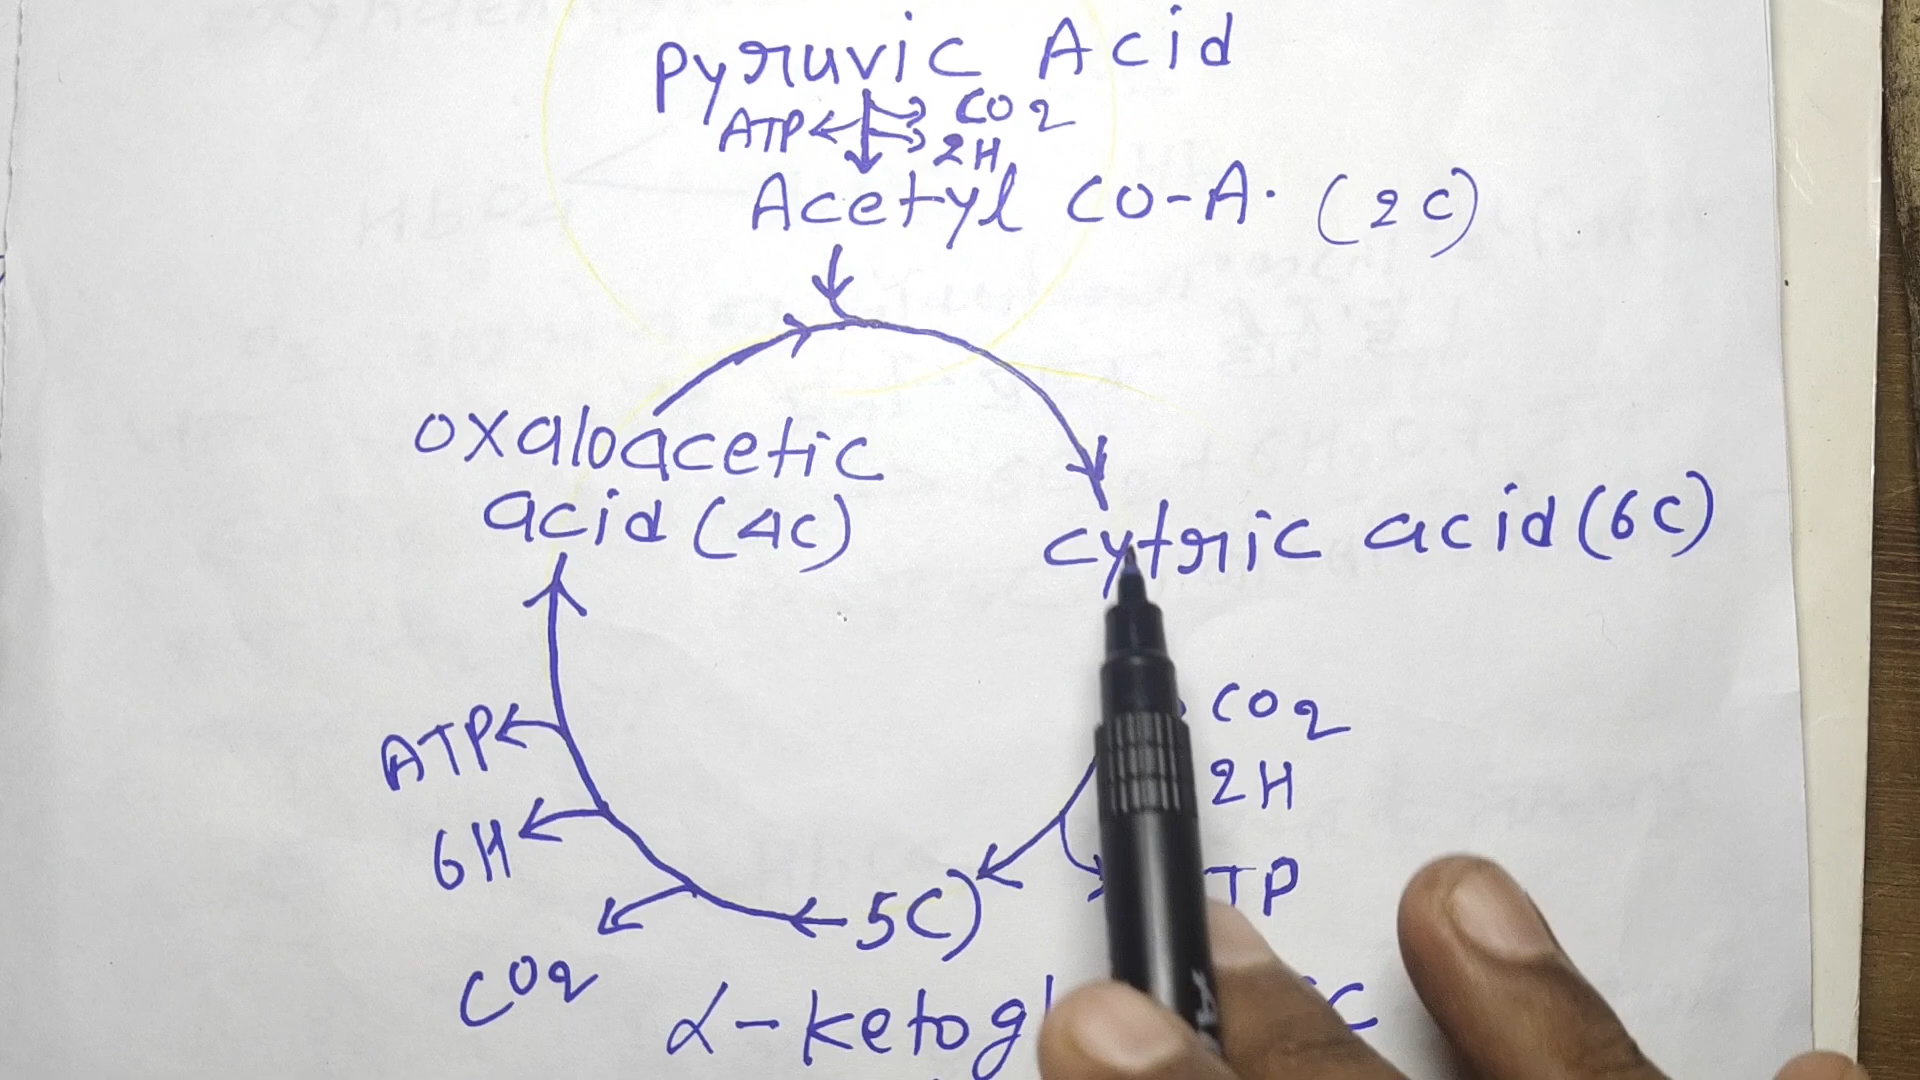 Pyruvic Acid
ATP CO2
2H
Acetyl CO-A. (2C)
oxaloacetic
acid (4C)
cytric acid (6C)
CO2
2H
ATP
6H
5C)
CO2
α-ketog